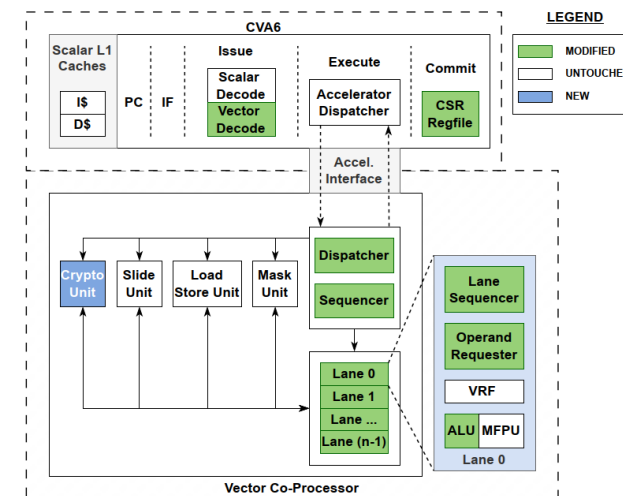 CVA6
LEGEND
Scalar L1
Caches
I$
D$
PC
IF
Issue
Scalar
Decode
Vector
Decode
Execute
Accelerator
Dispatcher
Commit
CSR
Regfile
MODIFIED
UNTOUCHE
NEW
Accel.
Interface
Crypto
Unit
Slide
Unit
Load
Store Unit
Mask
Unit
Dispatcher
Sequencer
Lane 0
Lane 1
Lane ...
Lane (n-1)
Lane
Sequencer
Operand
Requester
VRF
ALU
MFPU
Lane 0
Vector Co-Processor